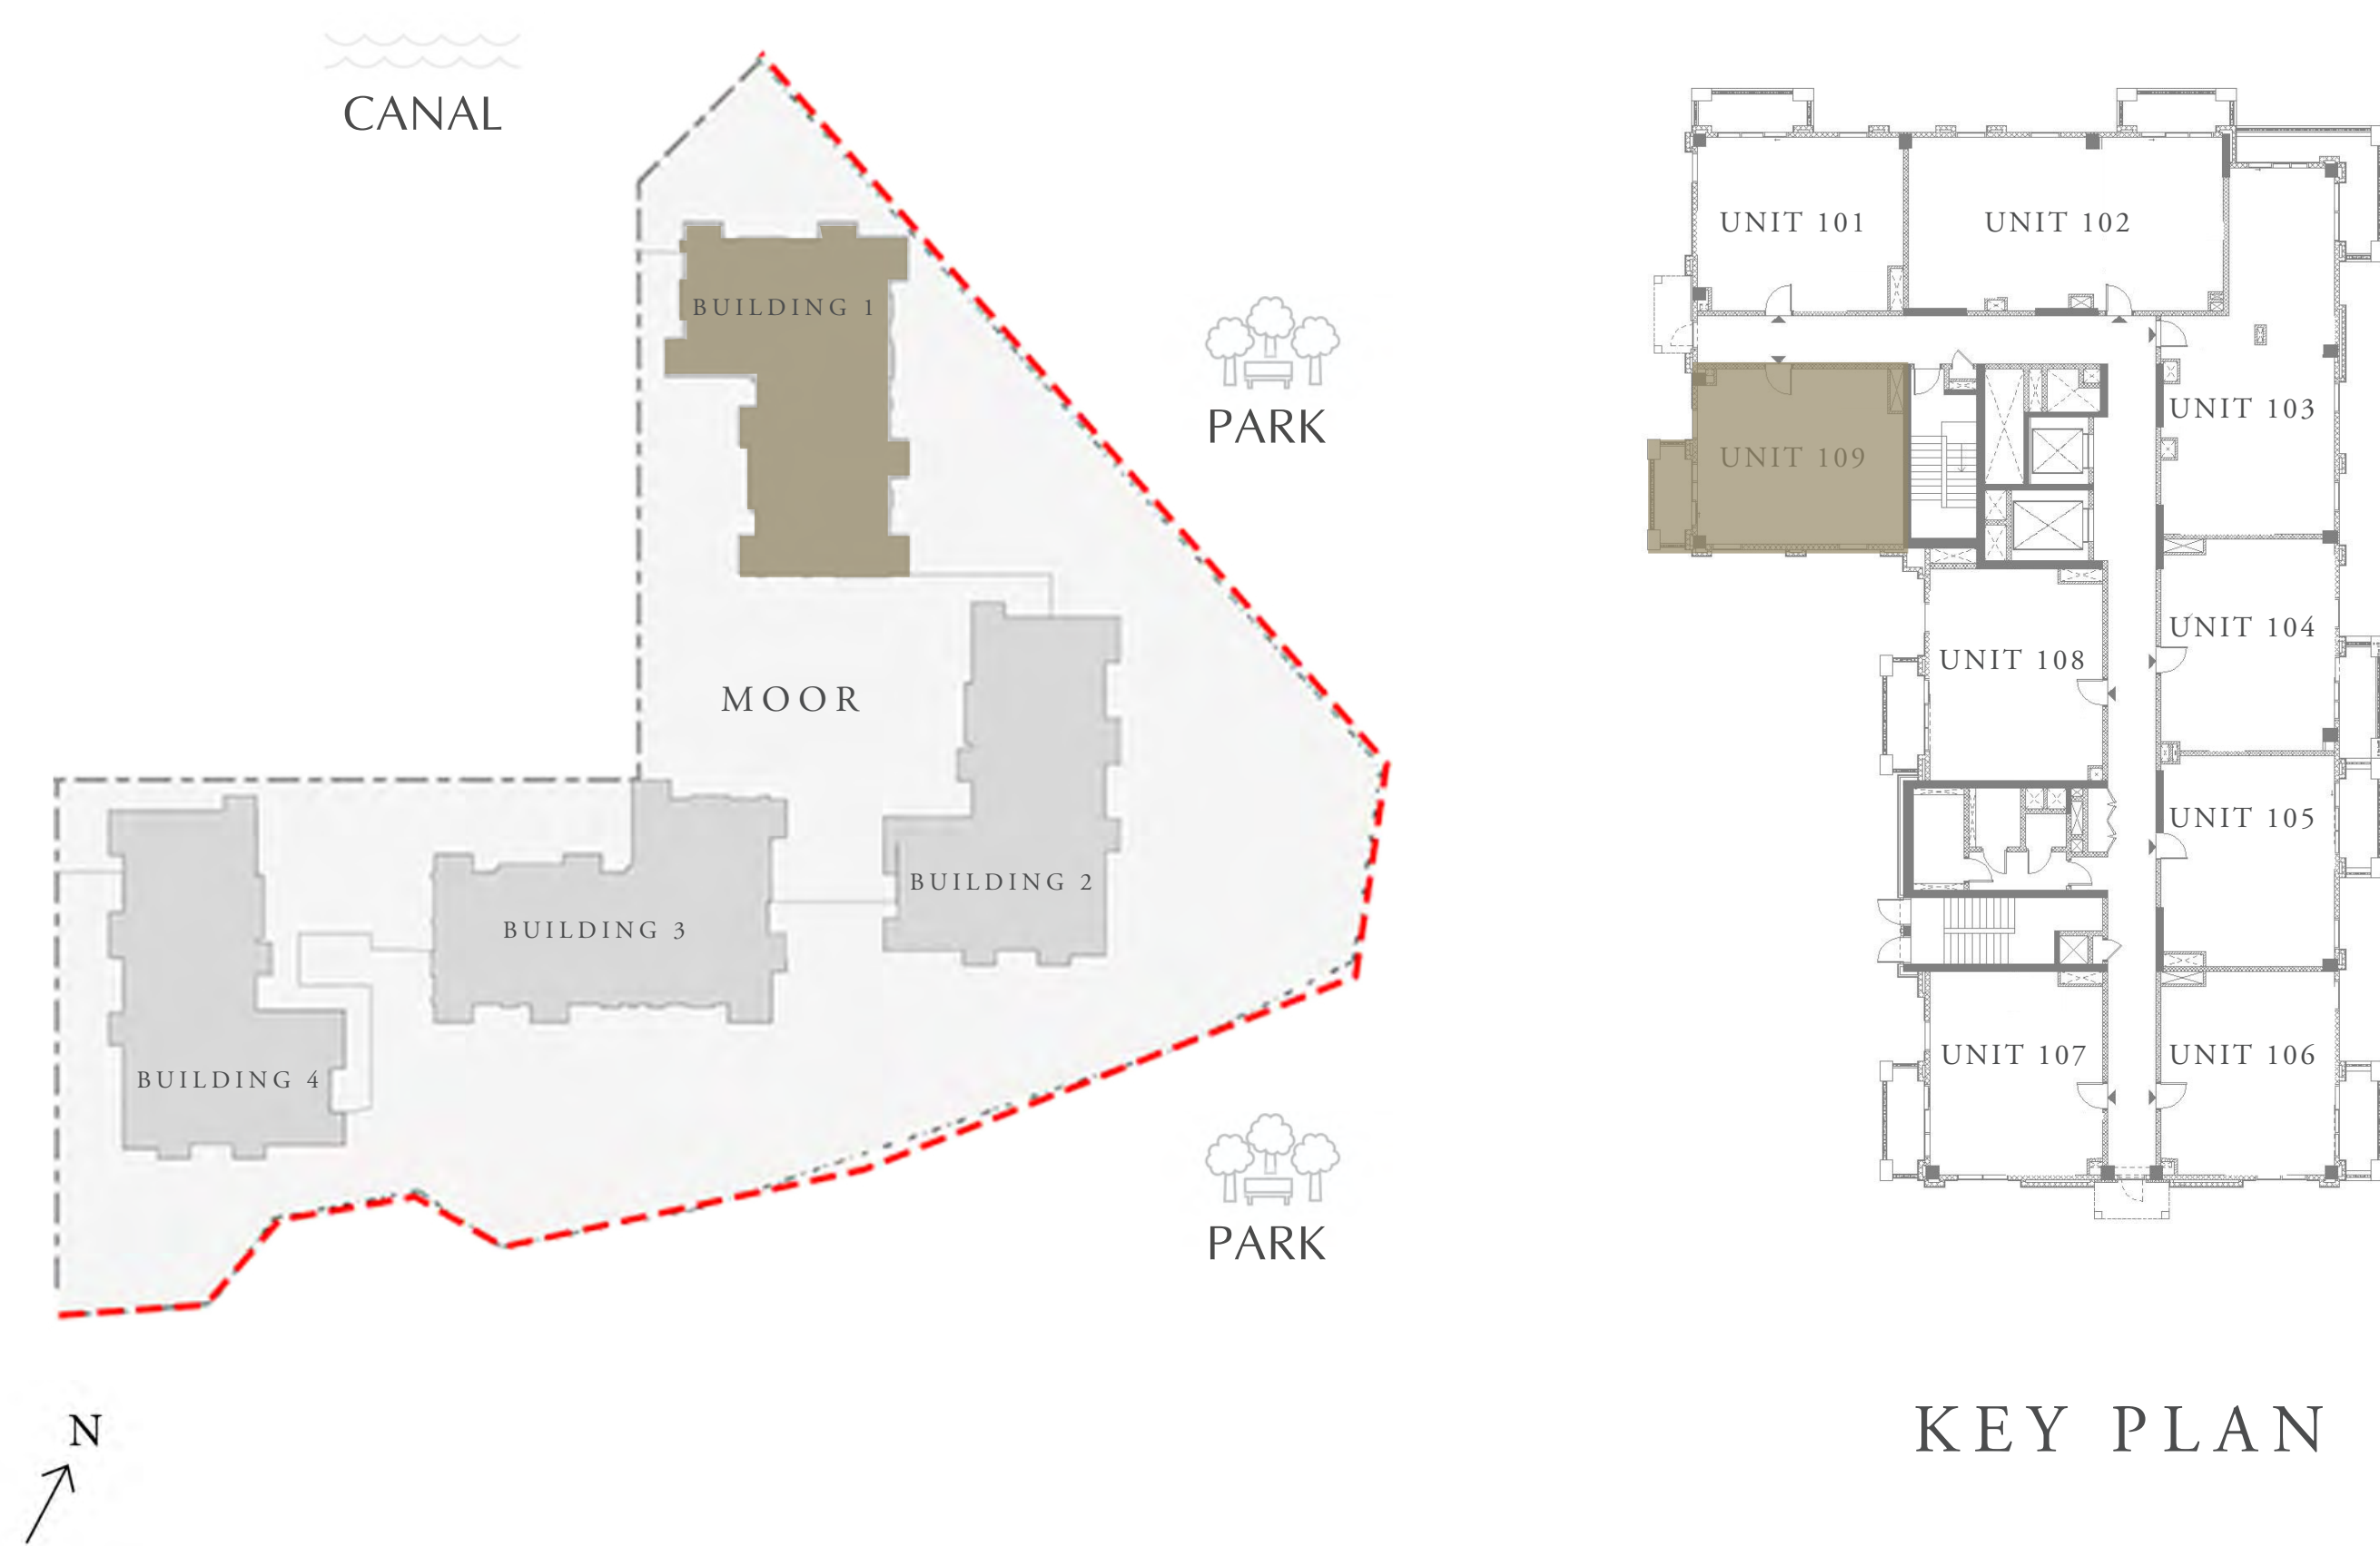 CANAL
BUILDING 1
PARK
MOOR
BUILDING 2
BUILDING 3
BUILDING 4
PARK
N
UNIT 101
UNIT 102
UNIT 103
UNIT 109
UNIT 104
UNIT 108
UNIT 105
UNIT 107
UNIT 106
KEY PLAN